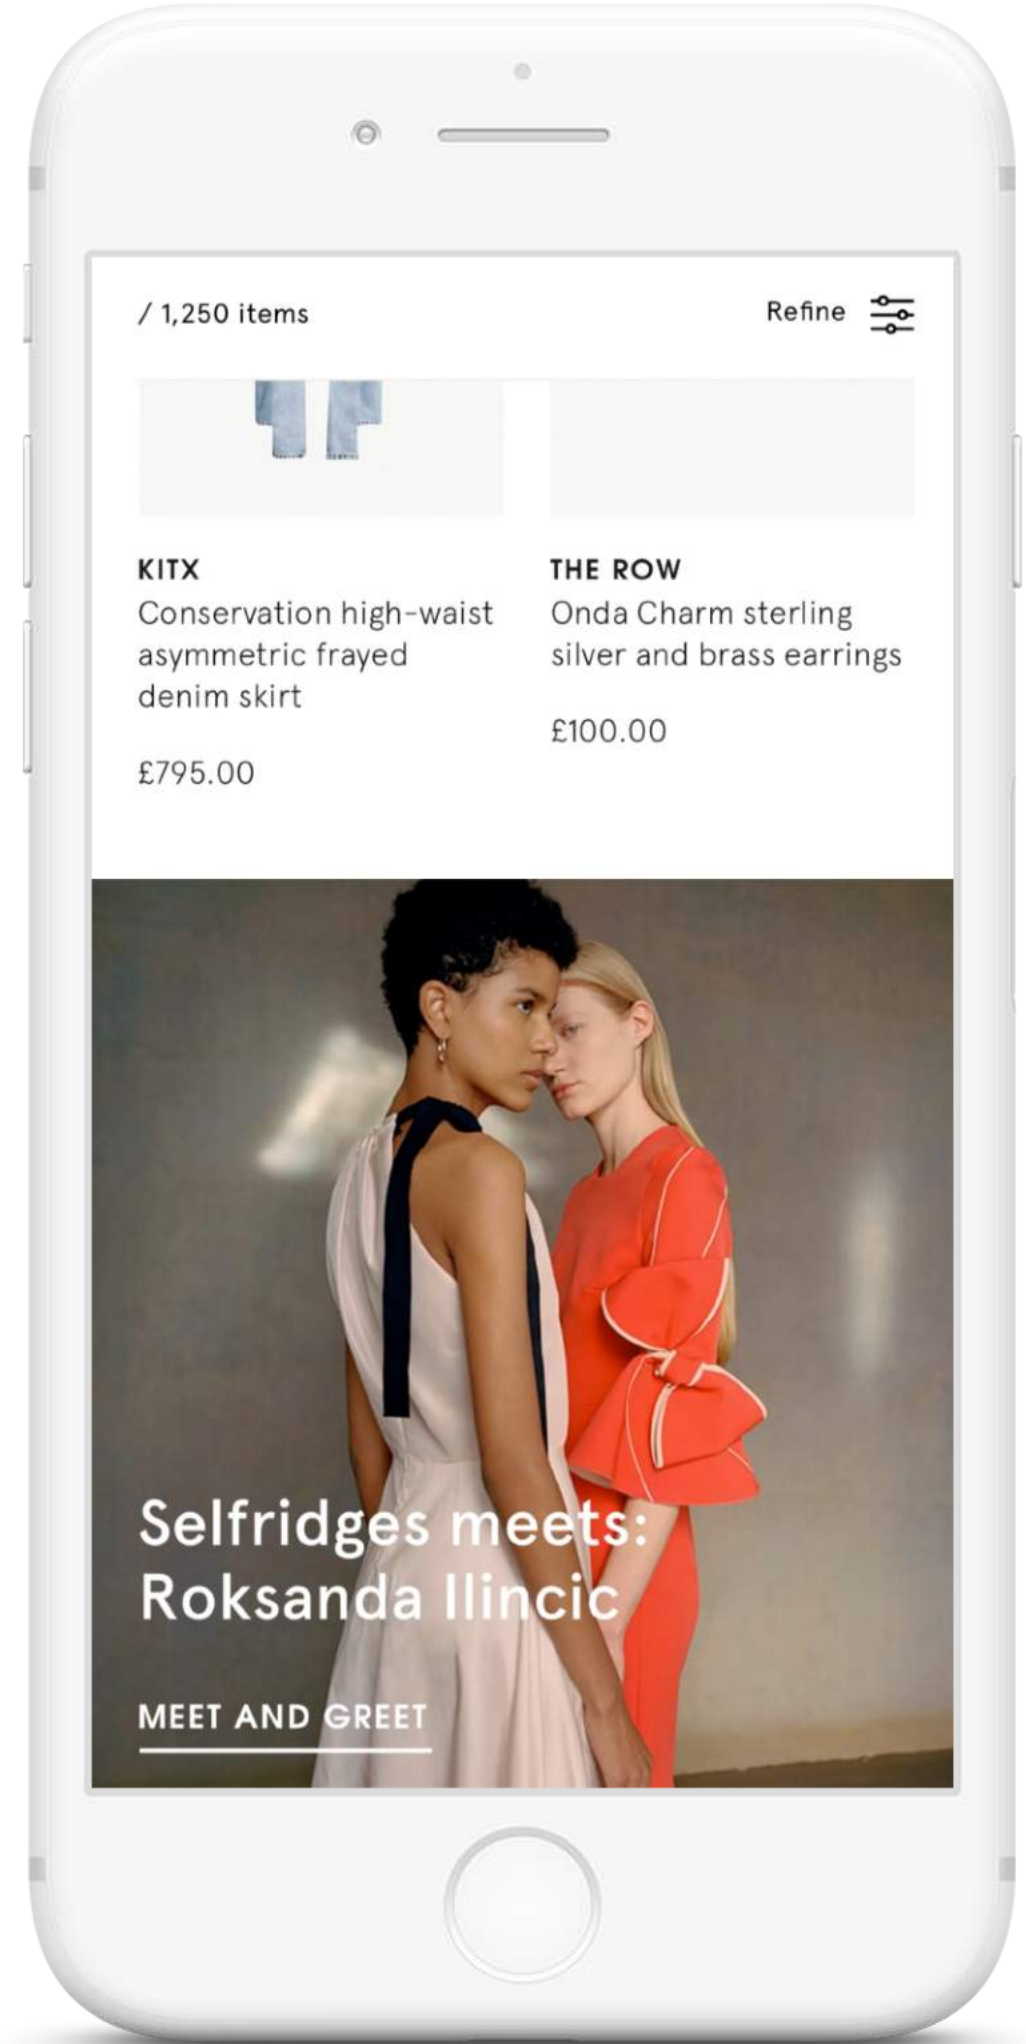 / 1,250 items
Refine
KITX
Conservation high-waist
asymmetric frayed
denim skirt
£795.00
THE ROW
Onda Charm sterling
silver and brass earrings
£100.00
Selfridges meets:
Roksanda Ilincic
MEET AND GREET